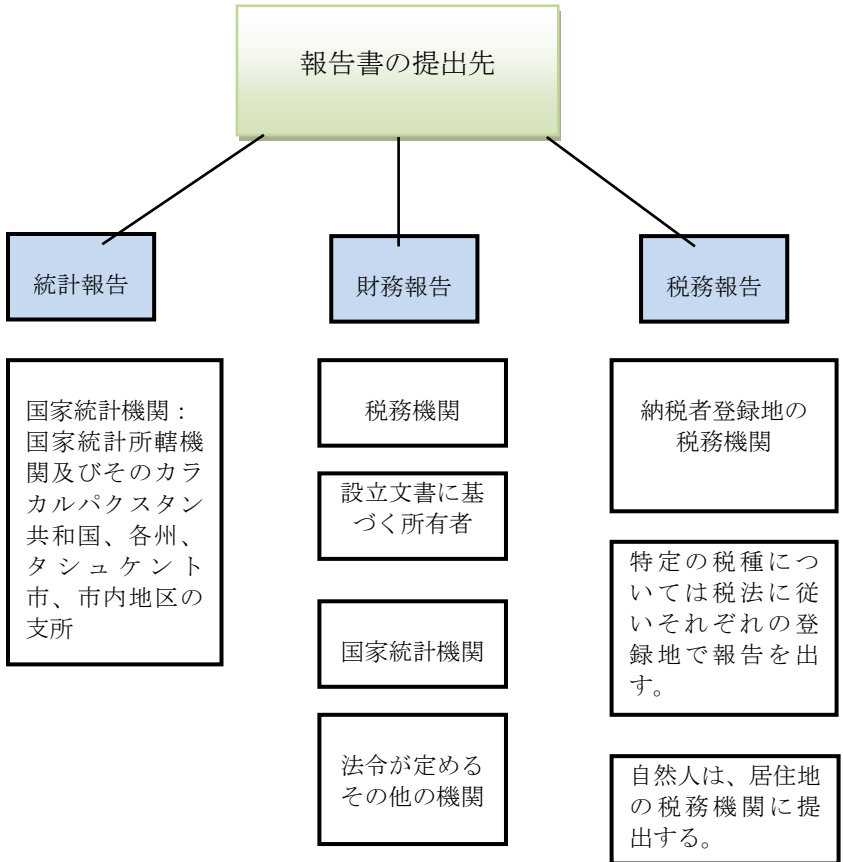 報告書の提出先
統計報告
国家統計機関：
国家統計所轄機
関及びそのカラ
カルパクスタン
共和国、各州、
タシュケント
市、市内地区の
支所
財務報告
税務機関
設立文書に基
づく所有者
国家統計機関
法令が定める
その他の機関
税務報告
納税者登録地の
税務機関
特定の税種につ
いては税法に従
いそれぞれの登
録地で報告を出
す。
自然人は、居住地
の税務機関に提
出する。